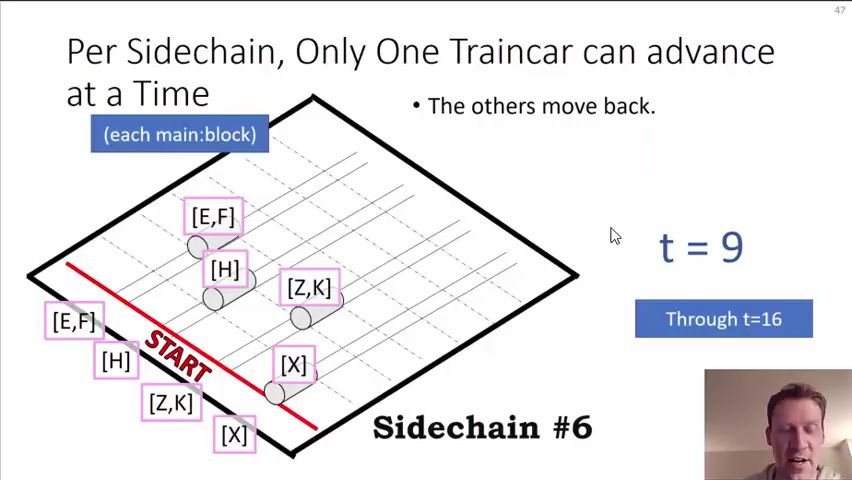 47
Per Sidechain, Only One Traincar can advance
at a Time
• The others move back.
(each main:block)
[E,F]
[H]
[Z,K]
[X]
t = 9
Through t=16
[E,F]
[H]
[Z,K]
[X]
START
Sidechain #6